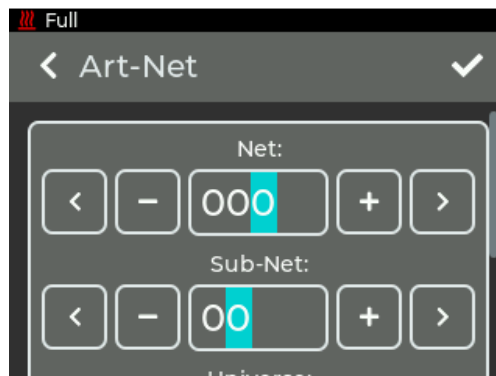 Full
Art-Net
Net:
< - 000 + >
Sub-Net:
< - 00 + >